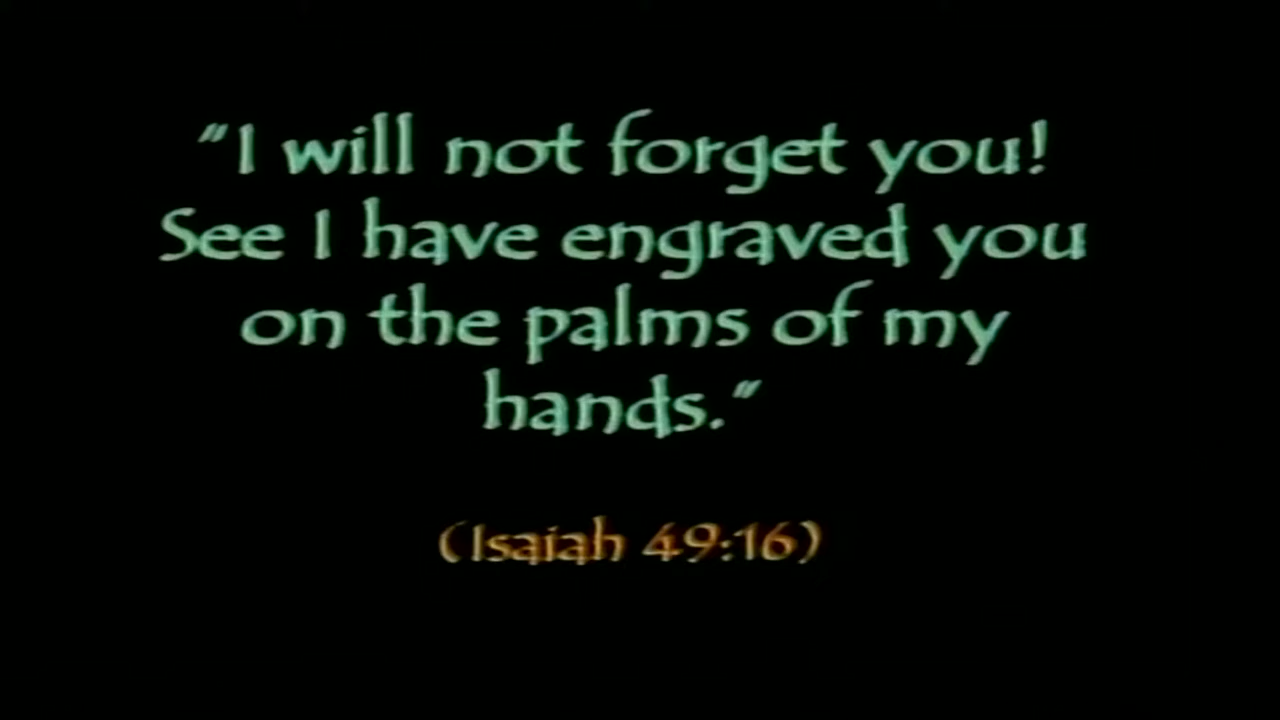 "I will not forget you!
See I have engraved you
on the palms of my
hands."
(Isaiah 49:16)